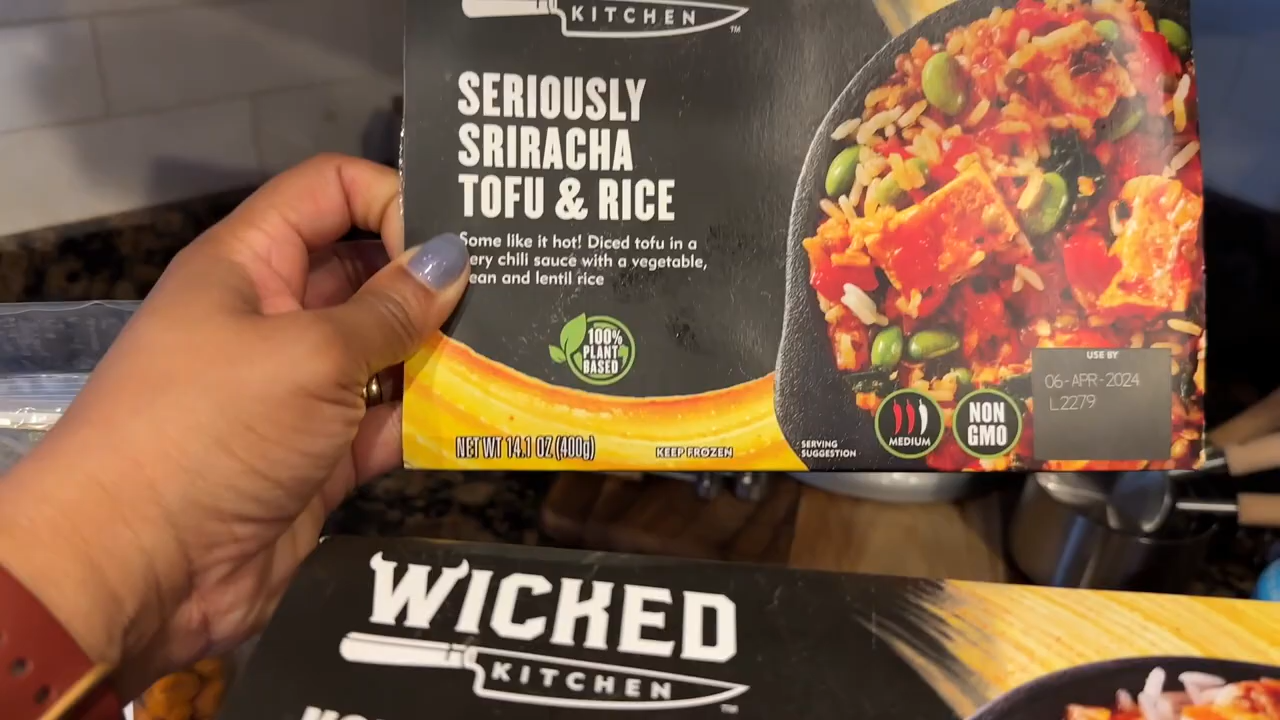 KITCHEN
TM
SERIOUSLY
SRIRACHA
TOFU & RICE
Some like it hot! Diced tofu in a
chili sauce with a vegetable,
and lentil rice
100%
PLANT
BASED
NET WT 14.1 OZ (400g)
KEEP FROZEN
SERVING
SUGGESTION
MEDIUM
NON
GMO
USE BY
06-APR-2024
L2279
WICKED
KITCHEN
TM